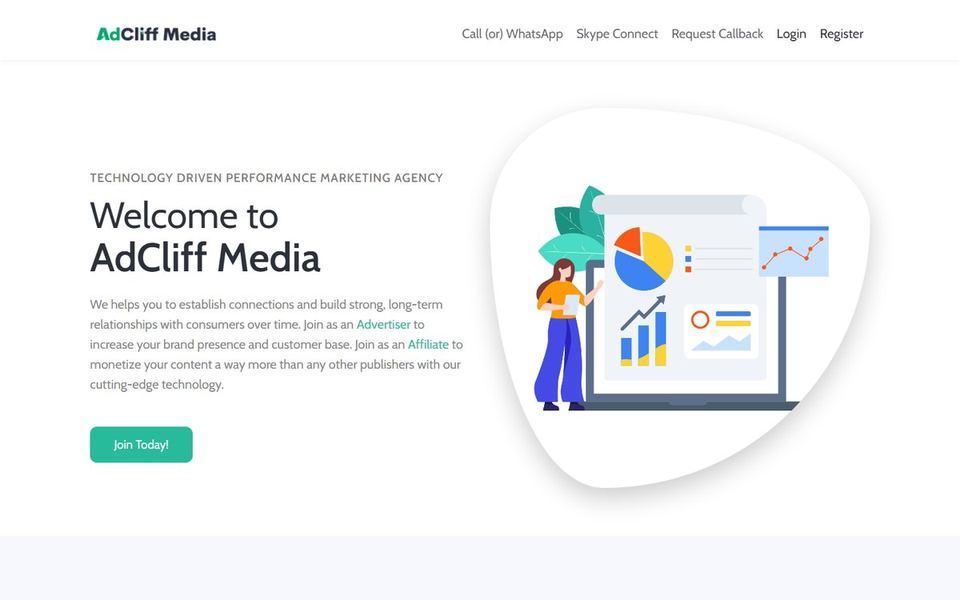 AdCliff Media
Call (or) WhatsApp
Skype Connect
Request Callback
Login
Register
TECHNOLOGY DRIVEN PERFORMANCE MARKETING AGENCY
Welcome to
AdCliff Media
We helps you to establish connections and build strong, long-term
relationships with consumers over time. Join as an Advertiser to
increase your brand presence and customer base. Join as an Affiliate to
monetize your content a way more than any other publishers with our
cutting-edge technology.
Join Today!